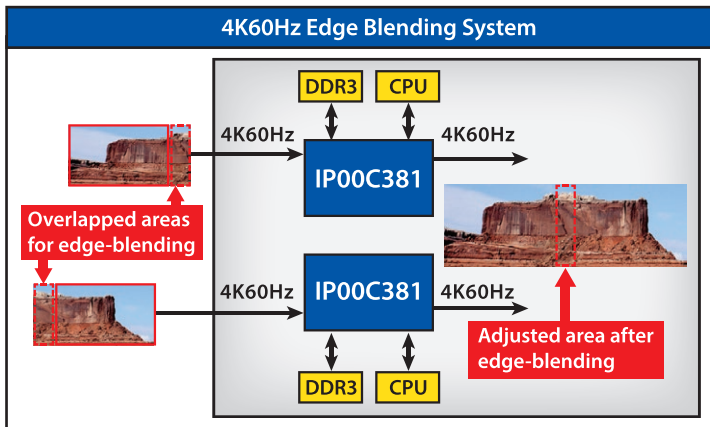 4K60Hz Edge Blending System
DDR3
CPU
4K60Hz
4K60Hz
IP00C381
Overlapped areas
for edge-blending
4K60Hz
IP00C381
4K60Hz
Adjusted area after
edge-blending
DDR3
CPU